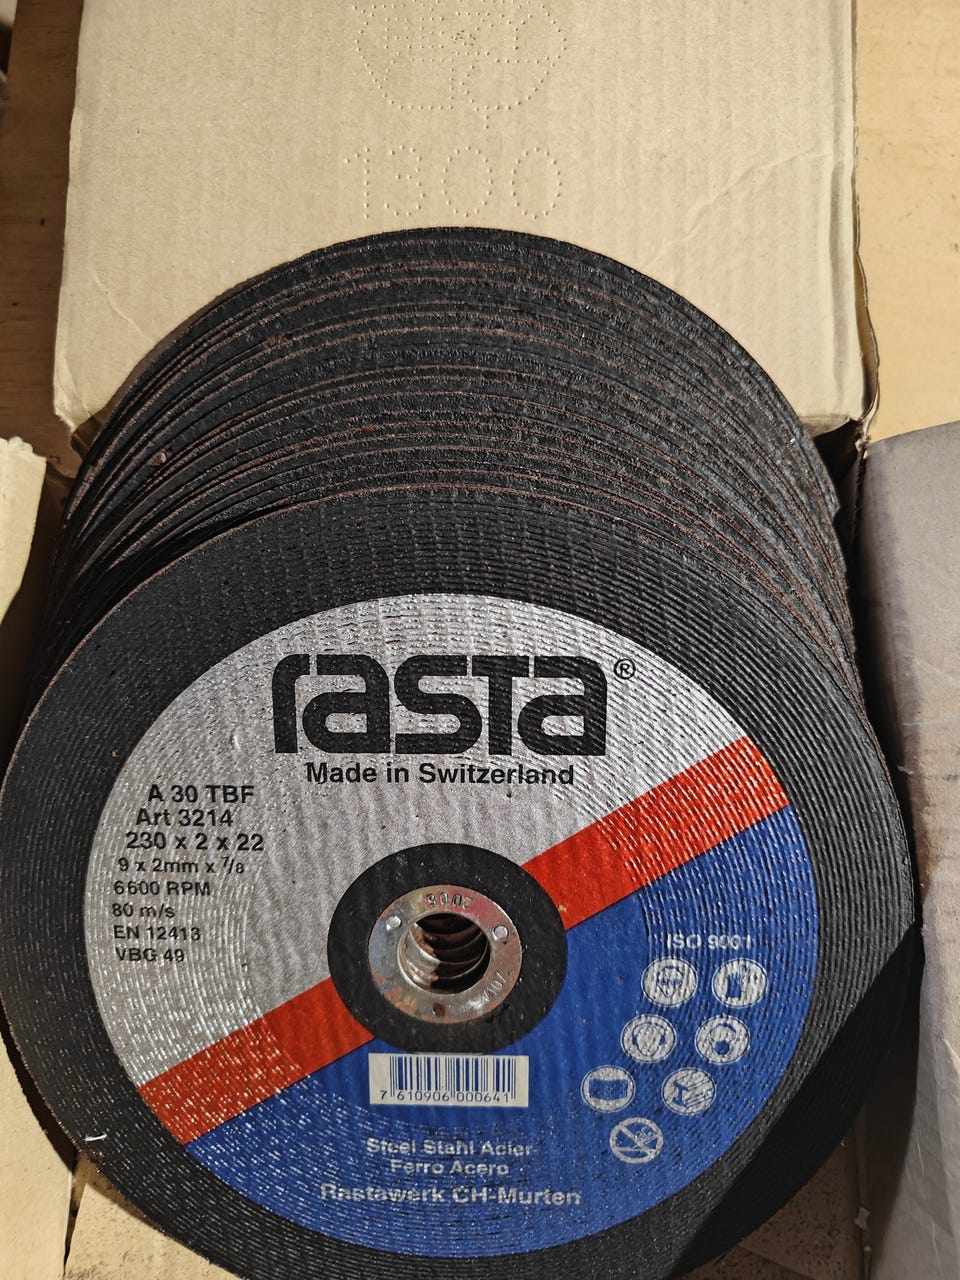 1300
rasta®
Made in Switzerland
A 30 TBF
Art 3214
230 x 2 x 22
9 x 2mm x 7/8
6600 RPM
80 m/s
EN 12413
VBG 49
ISO 9001
7 610906 000641
Steel Stahl Acier
Ferro Acero
Rastawerk CH-Murten